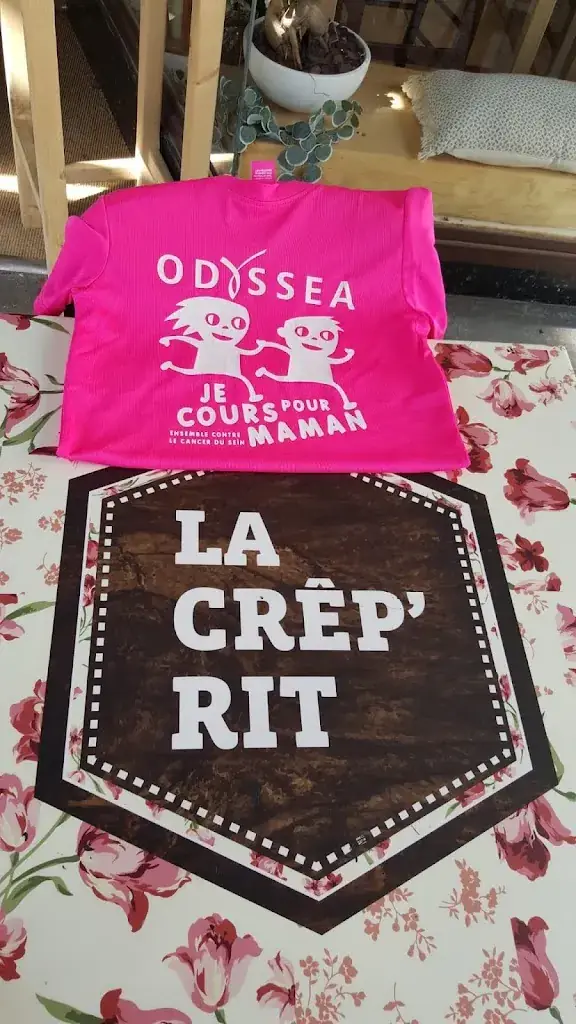 ODYSSEA
JE
COURS POUR
MAMAN
ENSEMBLE CONTRE
LE CANCER DU SEIN
LA
CRÊP'
RIT